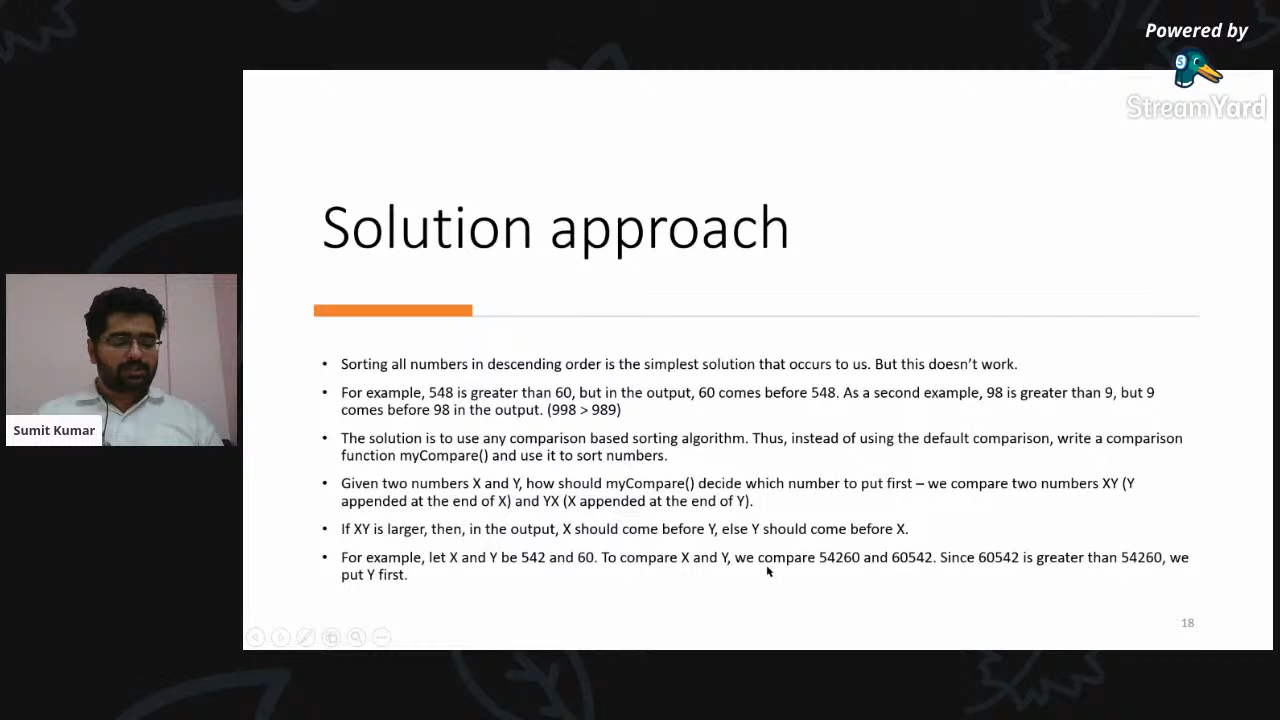 Powered by
StreamYard
Solution approach
• Sorting all numbers in descending order is the simplest solution that occurs to us. But this doesn’t work.
• For example, 548 is greater than 60, but in the output, 60 comes before 548. As a second example, 98 is greater than 9, but 9
comes before 98 in the output. (998 > 989)
• The solution is to use any comparison based sorting algorithm. Thus, instead of using the default comparison, write a comparison
function myCompare() and use it to sort numbers.
• Given two numbers X and Y, how should myCompare() decide which number to put first – we compare two numbers XY (Y
appended at the end of X) and YX (X appended at the end of Y).
• If XY is larger, then, in the output, X should come before Y, else Y should come before X.
• For example, let X and Y be 542 and 60. To compare X and Y, we compare 54260 and 60542. Since 60542 is greater than 54260, we
put Y first.
Sumit Kumar
18